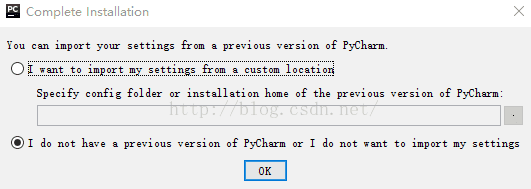 PC Complete Installation
You can import your settings from a previous version of PyCharm.
I want to import my settings from a custom location
Specify config folder or installation home of the previous version of PyCharm:
http://blog.csdn.net/
.
I do not have a previous version of PyCharm or I do not want to import my settings
OK